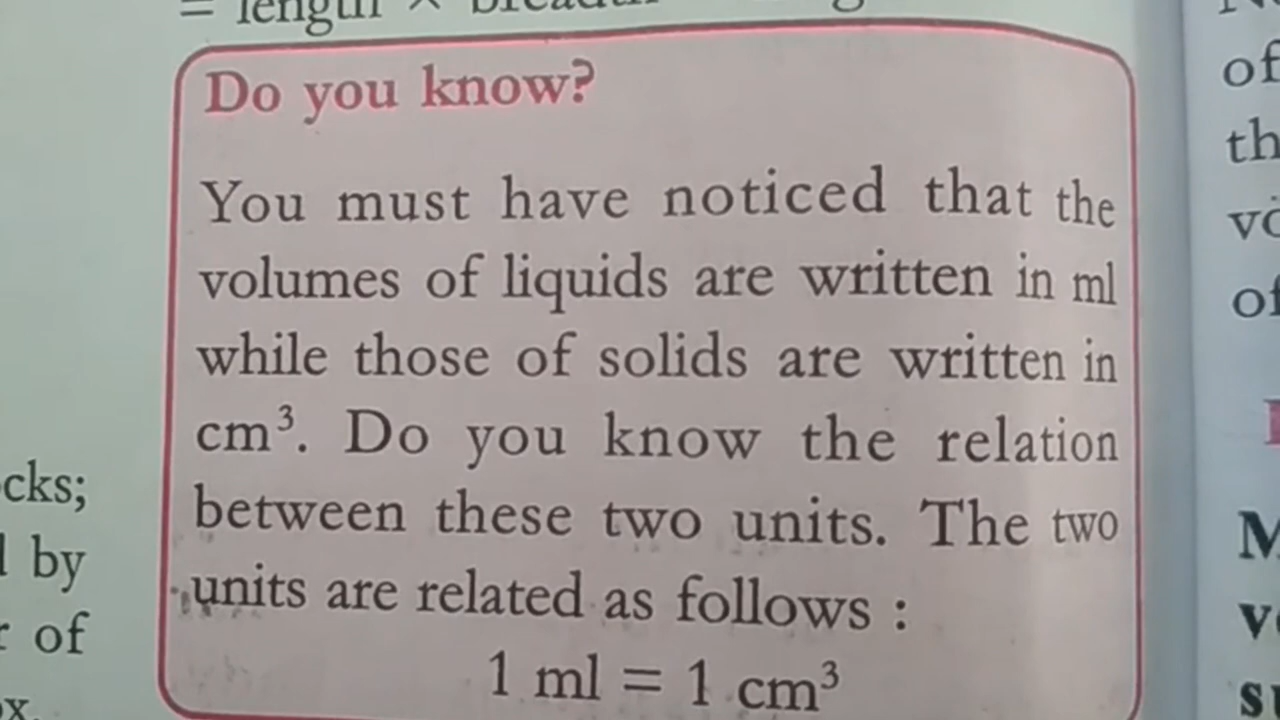 = length × breadth
Do you know?
You must have noticed that the
volumes of liquids are written in ml
while those of solids are written in
cm³. Do you know the relation
between these two units. The two
units are related as follows :
1 ml = 1 cm³
cks;
by
of
of
th
of